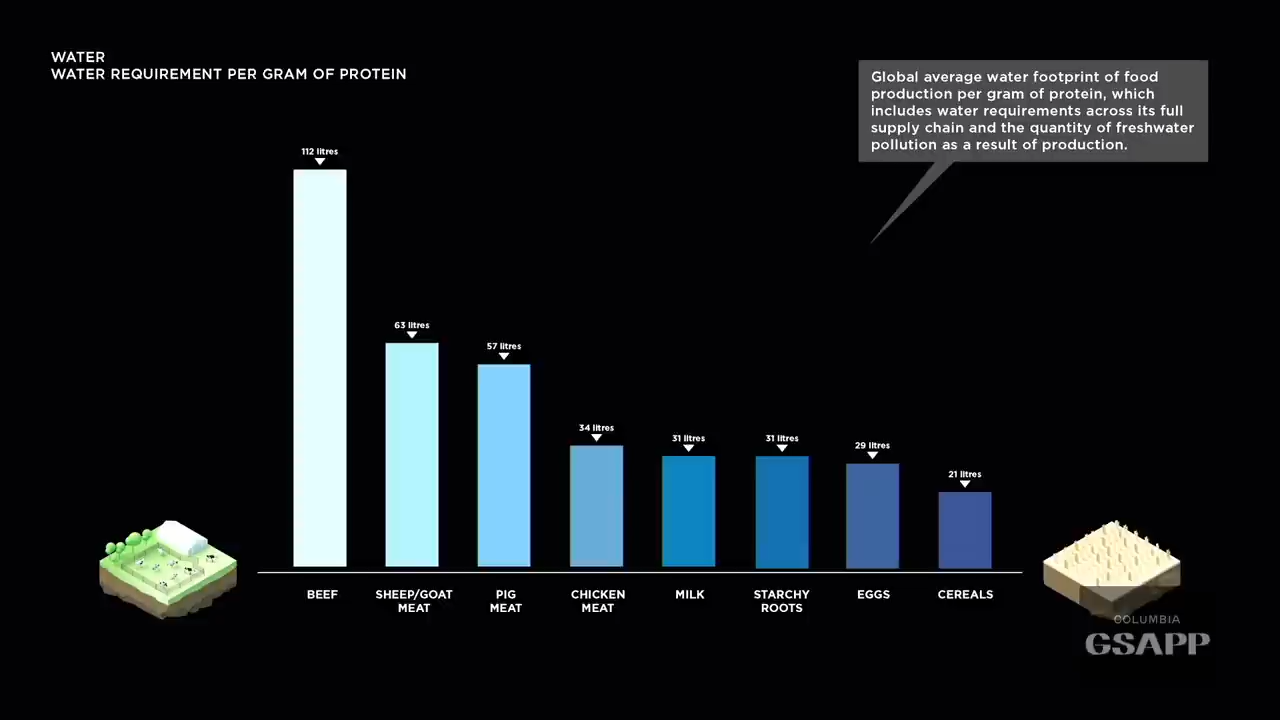 WATER
WATER REQUIREMENT PER GRAM OF PROTEIN
Global average water footprint of food
production per gram of protein, which
includes water requirements across its full
supply chain and the quantity of freshwater
pollution as a result of production.
112 litres
63 litres
57 litres
34 litres
31 litres
31 litres
29 litres
21 litres
BEEF
SHEEP/GOAT
MEAT
PIG
MEAT
CHICKEN
MEAT
MILK
STARCHY
ROOTS
EGGS
CEREALS
COLUMBIA
GSAPP